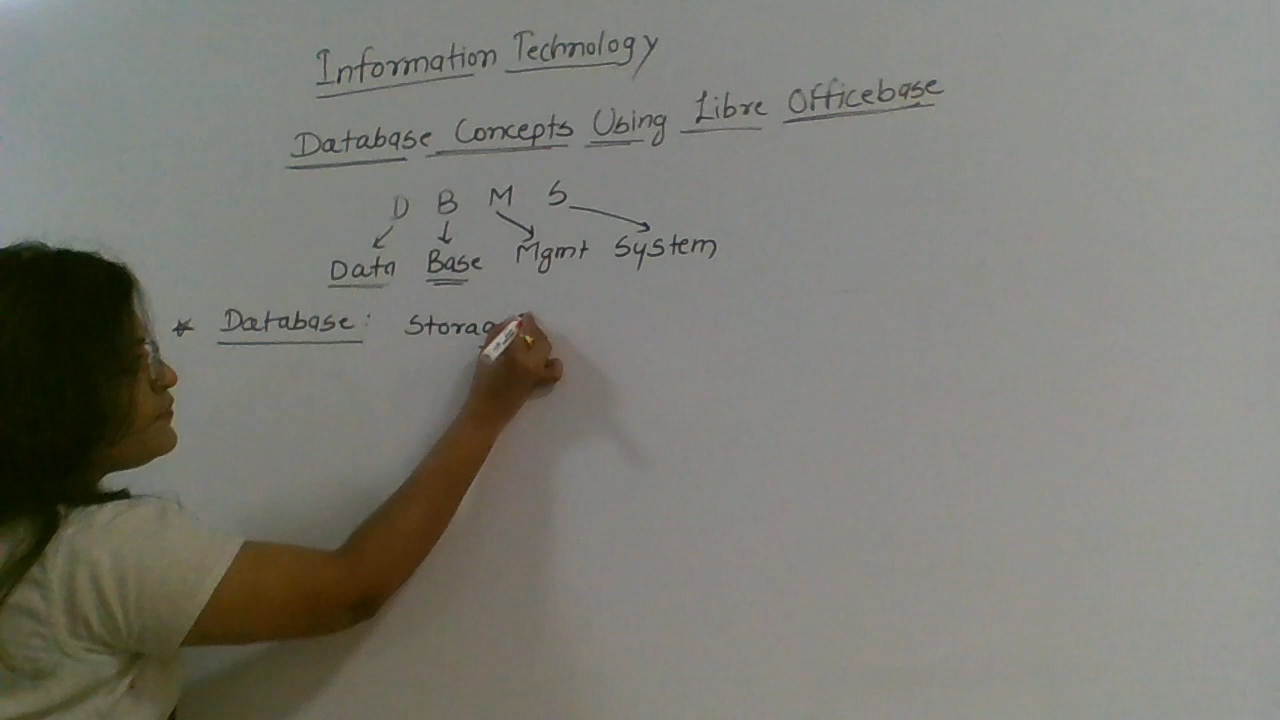 Information Technology
Database Concepts Using Libre Officebase
D B M S
Data Base Mgmt System
* Database: Storag